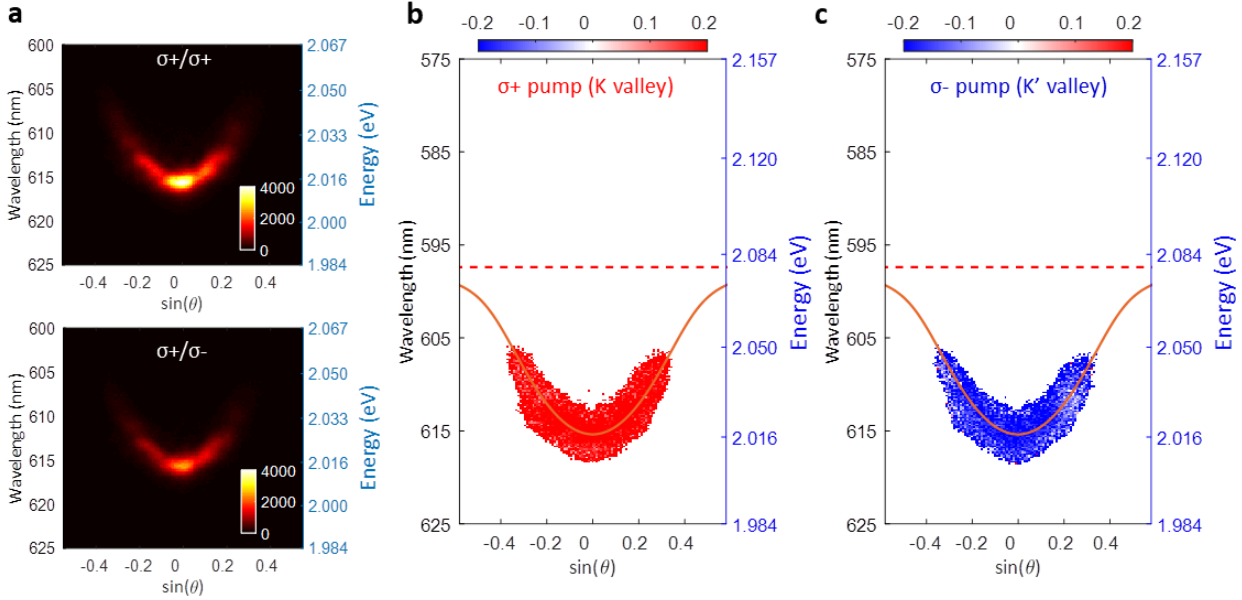 a
σ+/σ+
600
605
610
615
620
625
Wavelength (nm)
2.067
2.050
2.033
2.016
2.000
1.984
Energy (eV)
4000
2000
0
-0.4 -0.2 0 0.2 0.4
sin(θ)
σ+/σ-
600
605
610
615
620
625
Wavelength (nm)
2.067
2.050
2.033
2.016
2.000
1.984
Energy (eV)
4000
2000
0
-0.4 -0.2 0 0.2 0.4
sin(θ)
b
-0.2 -0.1 0 0.1 0.2
σ+ pump (K valley)
575
585
595
605
615
625
Wavelength (nm)
2.157
2.120
2.084
2.050
2.016
1.984
Energy (eV)
-0.4 -0.2 0 0.2 0.4
sin(θ)
c
-0.2 -0.1 0 0.1 0.2
σ- pump (K’ valley)
575
585
595
605
615
625
Wavelength (nm)
2.157
2.120
2.084
2.050
2.016
1.984
Energy (eV)
-0.4 -0.2 0 0.2 0.4
sin(θ)